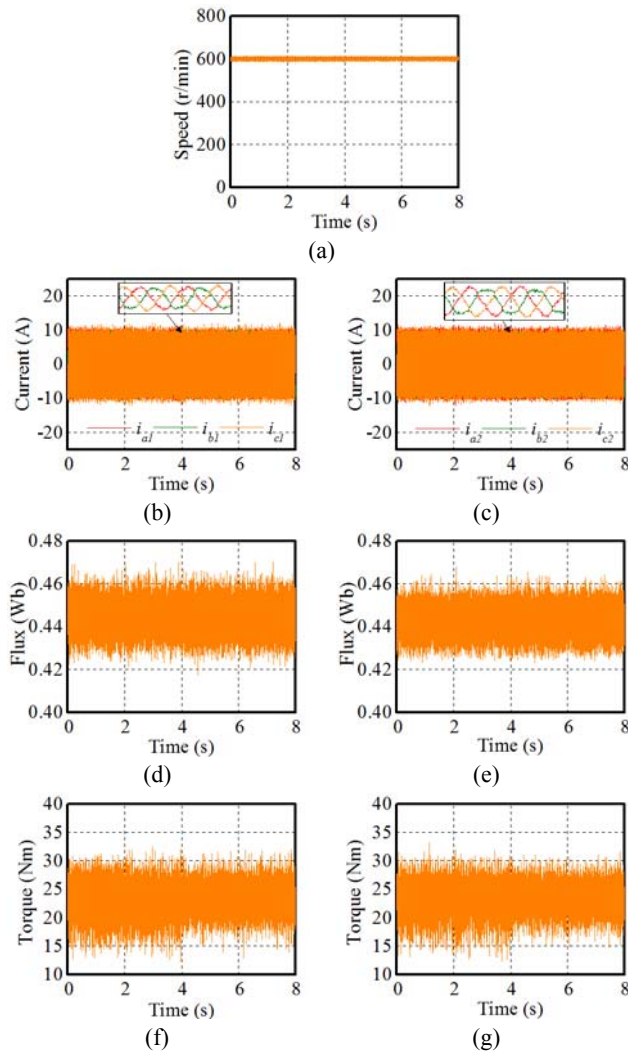 800
600
400
200
0
Speed (r/min)
0 2 4 6 8
Time (s)
(a)
20
10
0
-10
-20
Current (A)
i_a1 i_b1 i_c1
0 2 4 6 8
Time (s)
(b)
20
10
0
-10
-20
Current (A)
i_a2 i_b2 i_c2
0 2 4 6 8
Time (s)
(c)
0.48
0.46
0.44
0.42
0.40
Flux (Wb)
0 2 4 6 8
Time (s)
(d)
0.48
0.46
0.44
0.42
0.40
Flux (Wb)
0 2 4 6 8
Time (s)
(e)
40
35
30
25
20
15
10
Torque (Nm)
0 2 4 6 8
Time (s)
(f)
40
35
30
25
20
15
10
Torque (Nm)
0 2 4 6 8
Time (s)
(g)